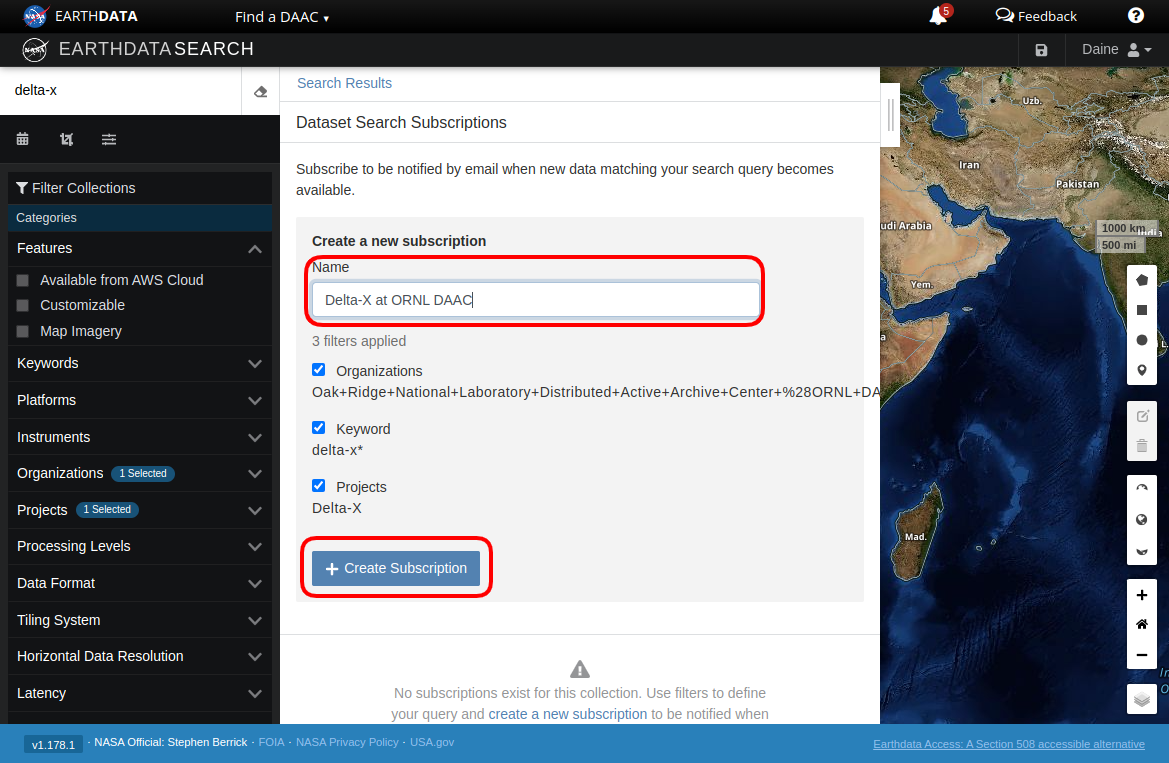 EARTHDATA
Find a DAAC ▾
5
Feedback
?
EARTHDATA SEARCH
Daine
delta-x
Filter Collections
Categories
Features
Available from AWS Cloud
Customizable
Map Imagery
Keywords
Platforms
Instruments
Organizations 1 Selected
Projects 1 Selected
Processing Levels
Data Format
Tiling System
Horizontal Data Resolution
Latency
Search Results
Dataset Search Subscriptions
Subscribe to be notified by email when new data matching your search query becomes
available.
Create a new subscription
Name
Delta-X at ORNL DAAC
3 filters applied
Organizations
Oak+Ridge+National+Laboratory+Distributed+Active+Archive+Center+%28ORNL+DA
Keyword
delta-x*
Projects
Delta-X
+ Create Subscription
No subscriptions exist for this collection. Use filters to define
your query and create a new subscription to be notified when
Uzb.
Iran
Pakistan
udi Arabia
1000 km
India
500 mi
Yem.
a
L.
Mad.
v1.178.1 · NASA Official: Stephen Berrick · FOIA · NASA Privacy Policy · USA.gov
Earthdata Access: A Section 508 accessible alternative